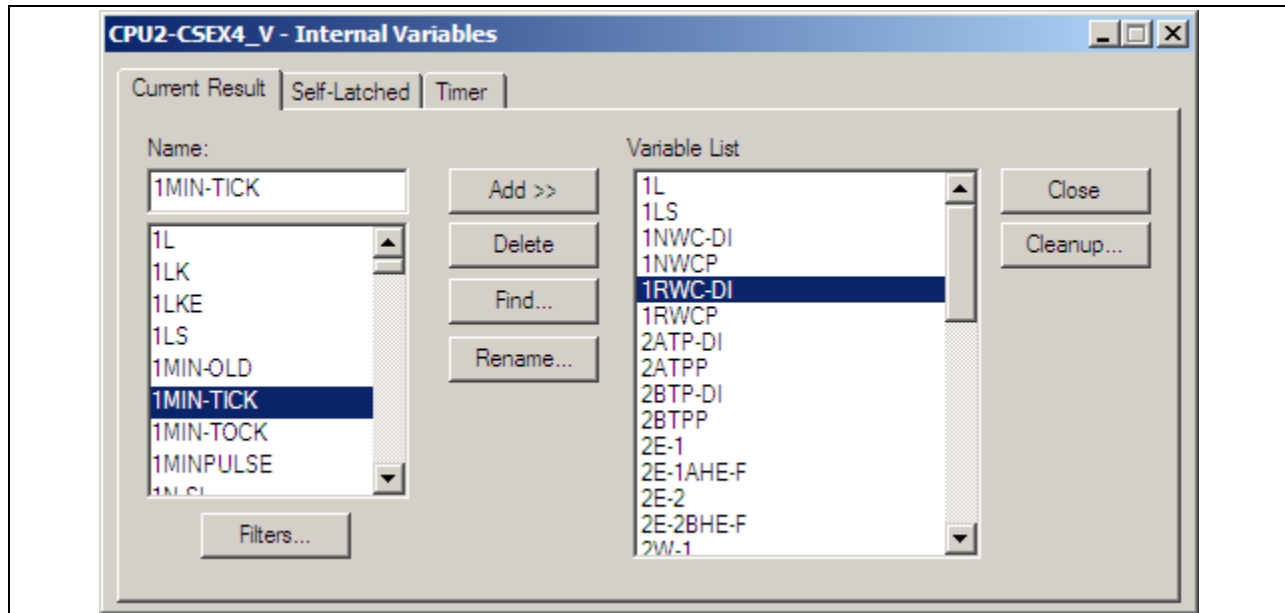 CPU2-CSEX4_V - Internal Variables
Current Result
Self-Latched
Timer
Name:
1MIN-TICK
1L
1LK
1LKE
1LS
1MIN-OLD
1MIN-TICK
1MIN-TOCK
1MINPULSE
Filters...
Add >>
Delete
Find...
Rename...
Variable List
1L
1LS
1NWC-DI
1NWCP
1RWC-DI
1RWCP
2ATP-DI
2ATPP
2BTP-DI
2BTPP
2E-1
2E-1AHE-F
2E-2
2E-2BHE-F
2W-1
Close
Cleanup...